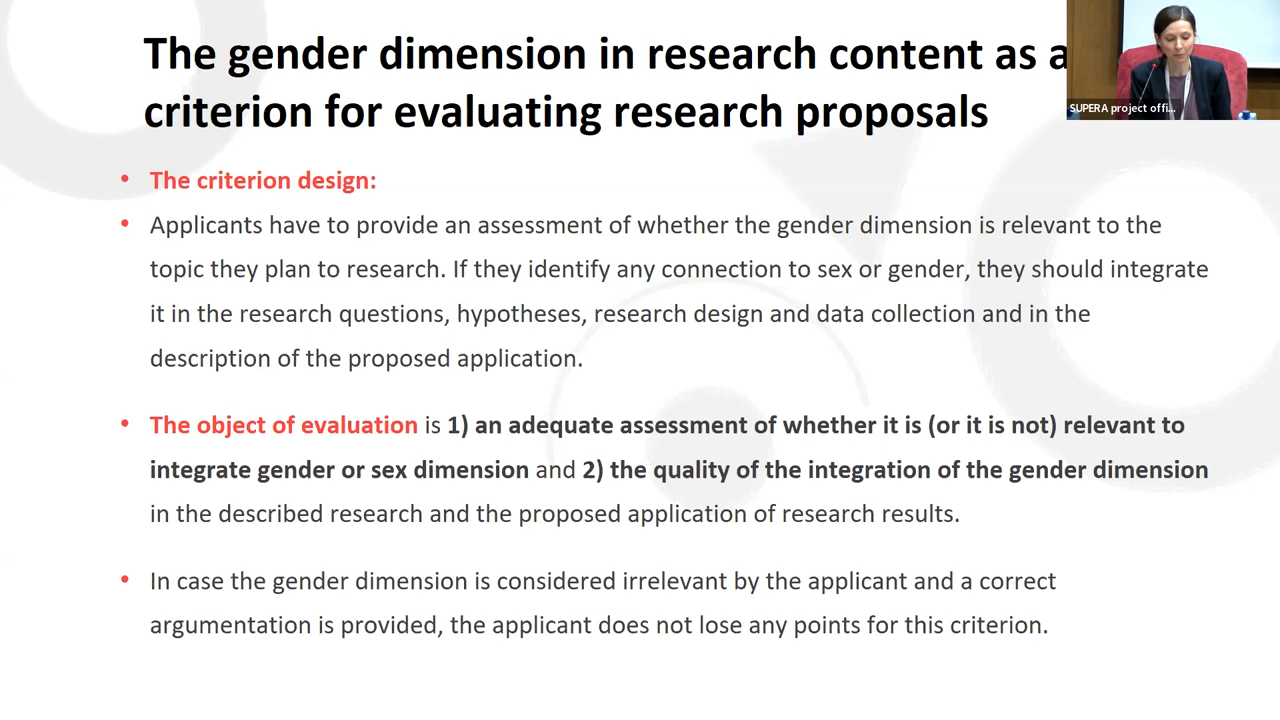 The gender dimension in research content as a
criterion for evaluating research proposals
SUPERA project offi...
• The criterion design:
• Applicants have to provide an assessment of whether the gender dimension is relevant to the
topic they plan to research. If they identify any connection to sex or gender, they should integrate
it in the research questions, hypotheses, research design and data collection and in the
description of the proposed application.
• The object of evaluation is 1) an adequate assessment of whether it is (or it is not) relevant to
integrate gender or sex dimension and 2) the quality of the integration of the gender dimension
in the described research and the proposed application of research results.
• In case the gender dimension is considered irrelevant by the applicant and a correct
argumentation is provided, the applicant does not lose any points for this criterion.